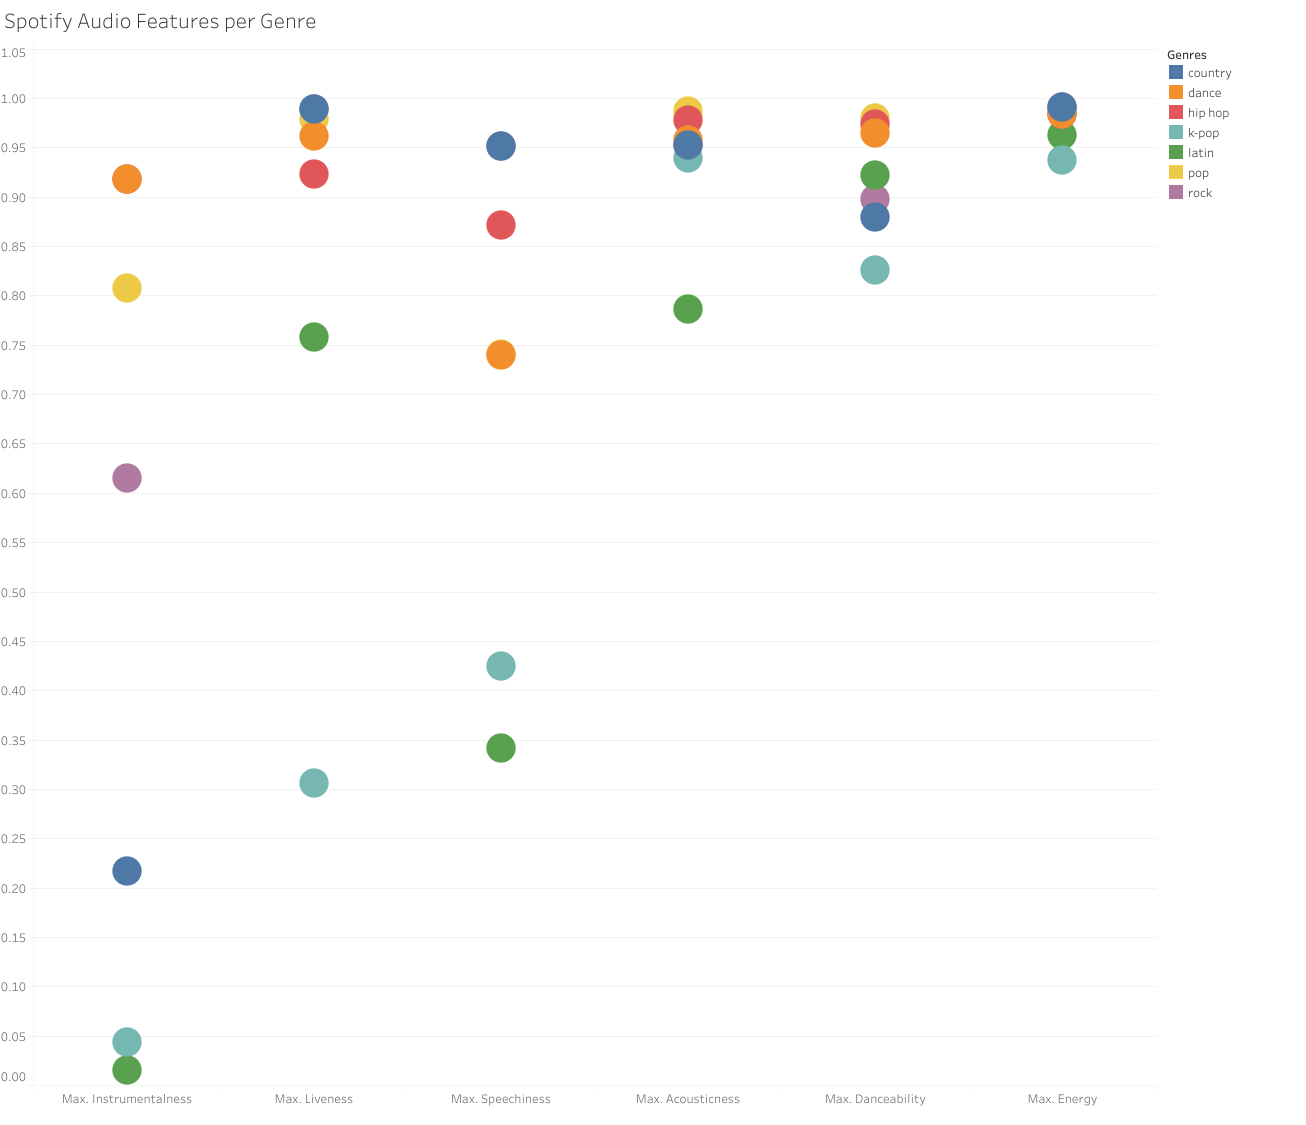 Spotify Audio Features per Genre
1.05
1.00
0.95
0.90
0.85
0.80
0.75
0.70
0.65
0.60
0.55
0.50
0.45
0.40
0.35
0.30
0.25
0.20
0.15
0.10
0.05
0.00
Max. Instrumentalness
Max. Liveness
Max. Speechiness
Max. Acousticness
Max. Danceability
Max. Energy
Genres
country
dance
hip hop
k-pop
latin
pop
rock